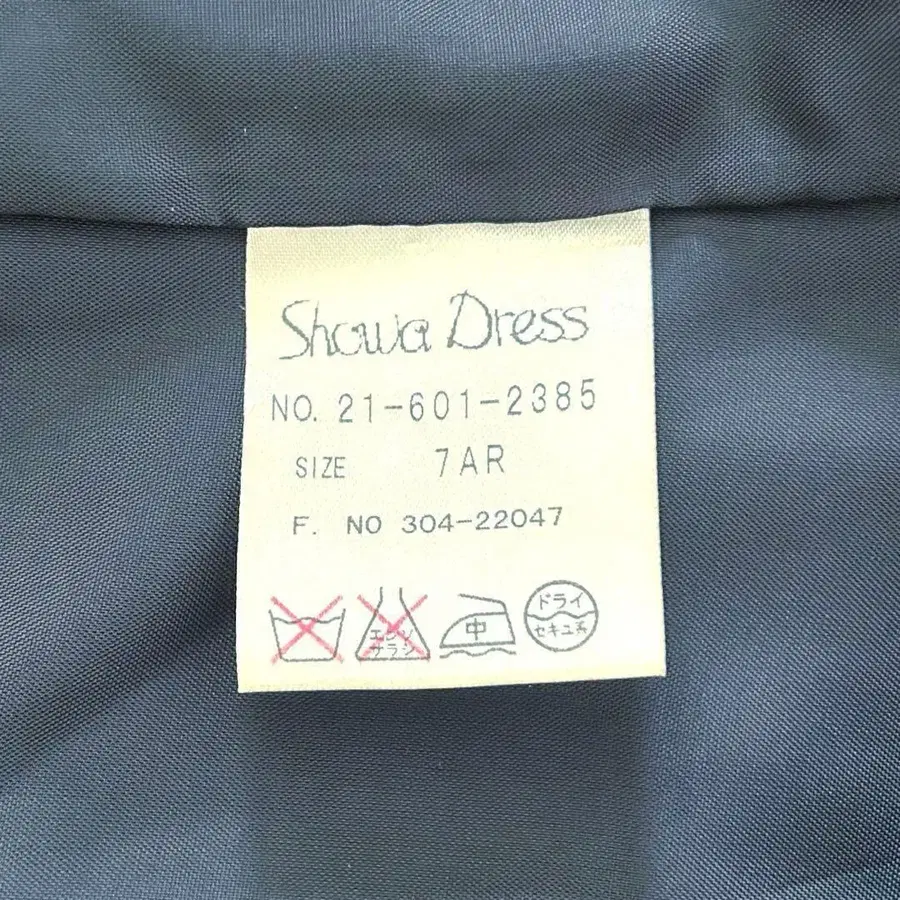 Showa Dress
NO. 21-601-2385
SIZE 7AR
F. NO 304-22047
エンソ
サラシ
中
ドライ
セキユ系